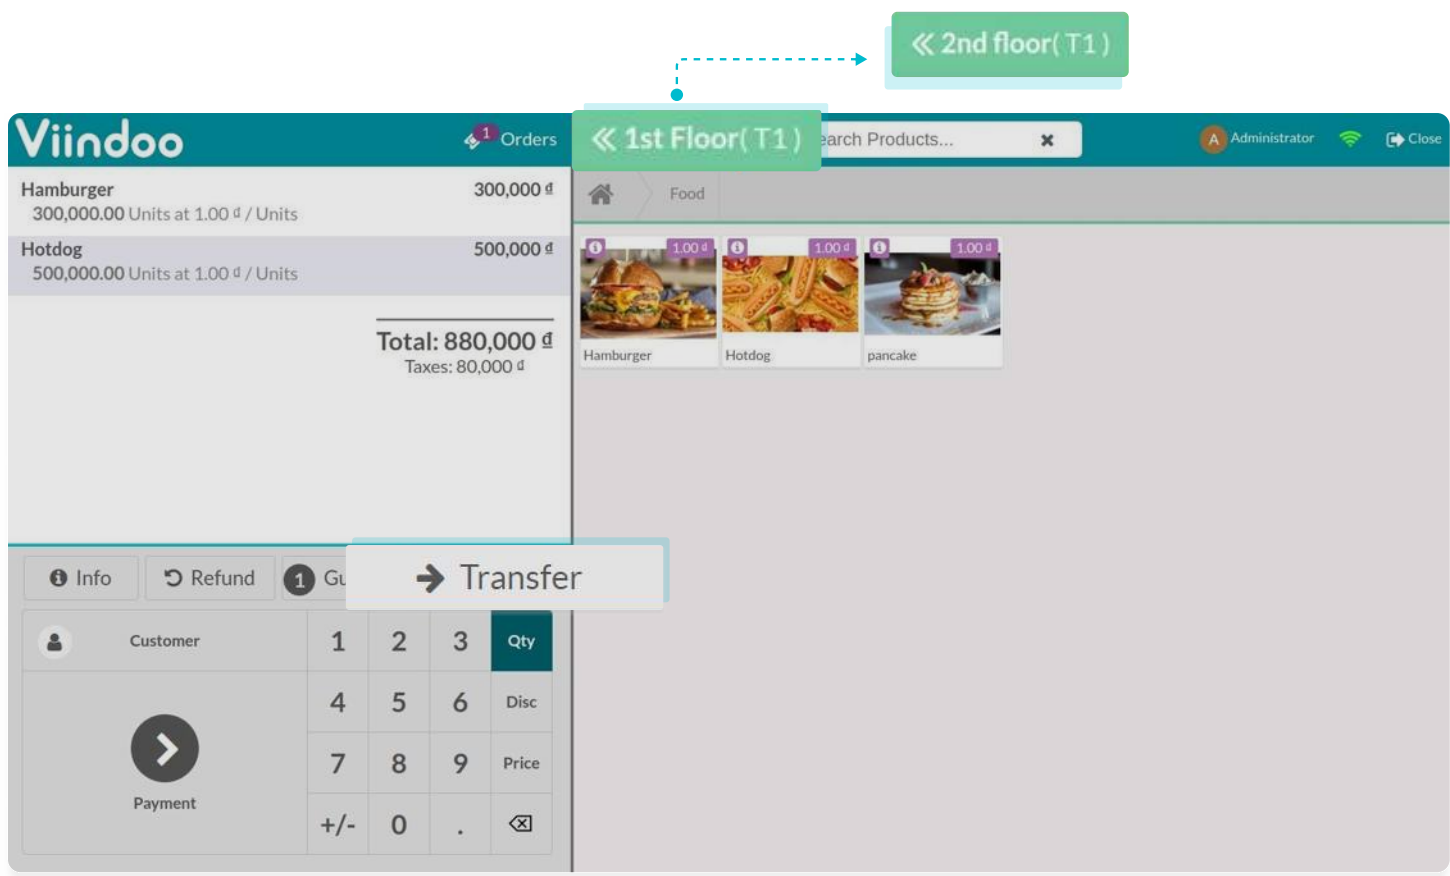 2nd floor( T1 )
Viindoo
1 Orders
1st Floor( T1 )
earch Products...
A Administrator
Close
Hamburger 300,000 ₫
300,000.00 Units at 1.00 ₫ / Units
Hotdog 500,000 ₫
500,000.00 Units at 1.00 ₫ / Units
Total: 880,000 ₫
Taxes: 80,000 ₫
Food
1.00 ₫
1.00 ₫
1.00 ₫
Hamburger
Hotdog
pancake
Info
Refund
1 Gu
Transfer
Customer
1 2 3 Qty
4 5 6 Disc
7 8 9 Price
Payment
+/- 0 .